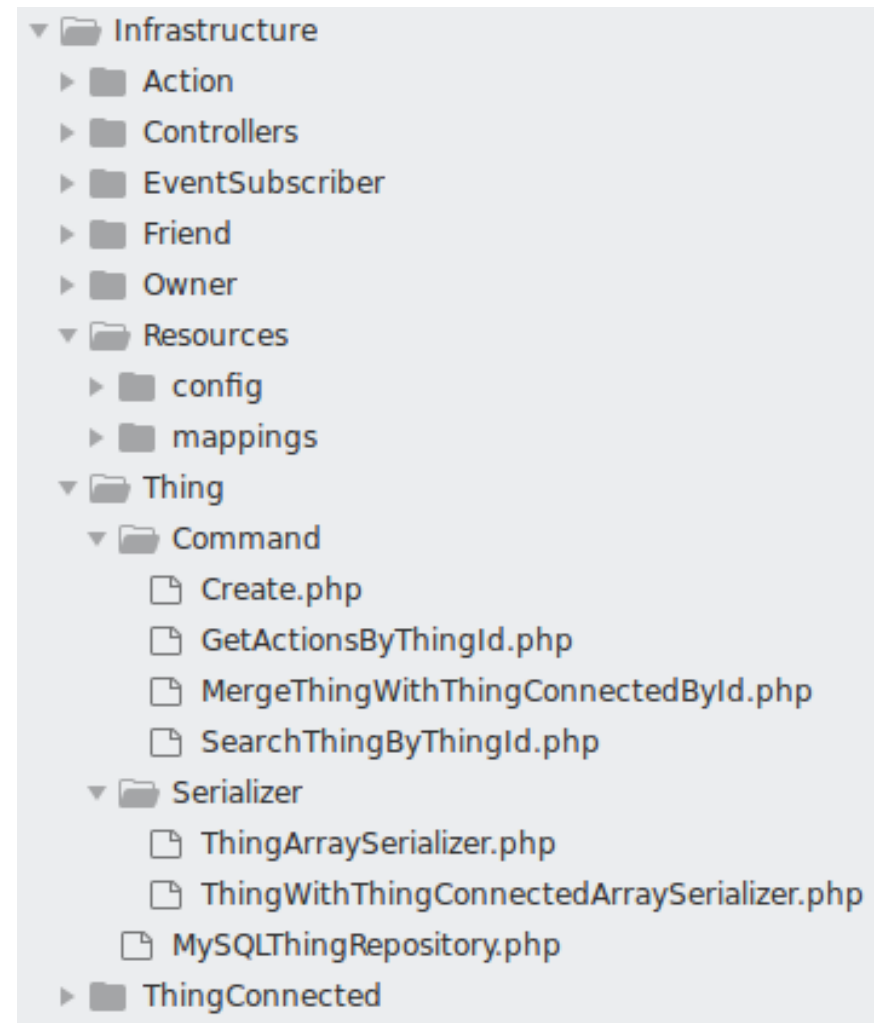 Infrastructure
Action
Controllers
EventSubscriber
Friend
Owner
Resources
config
mappings
Thing
Command
Create.php
GetActionsByThingId.php
MergeThingWithThingConnectedById.php
SearchThingByThingId.php
Serializer
ThingArraySerializer.php
ThingWithThingConnectedArraySerializer.php
MySQLThingRepository.php
ThingConnected